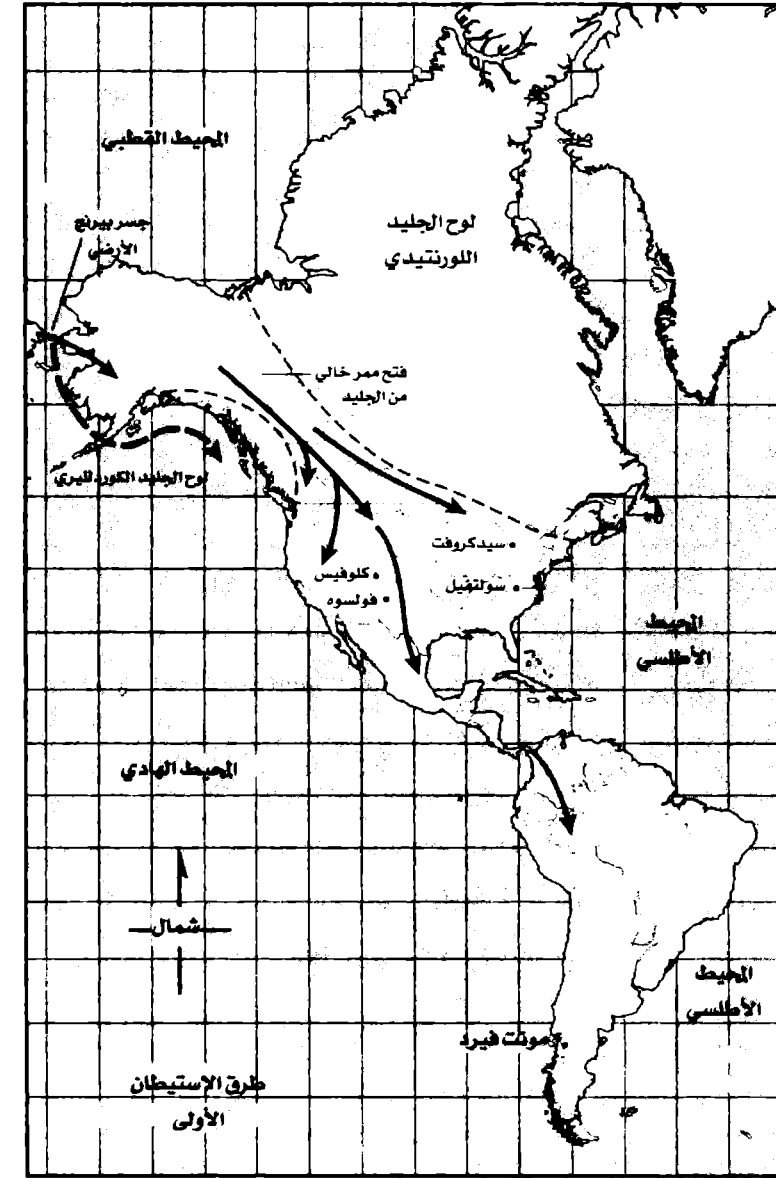 المحيط القطبي
جسر بيرنج
الأرضي
لوح الجليد
اللورنتيدي
فتح ممر خالي
من الجليد
لوح الجليد الكوردلليري
سيدكروفت
كلوفيس
سولتفيل
فولسوه
المحيط
الأطلسي
المحيط الهادي
شمال
المحيط
الأطلسي
مونت فيرد
طرق الإستيطان
الأولى